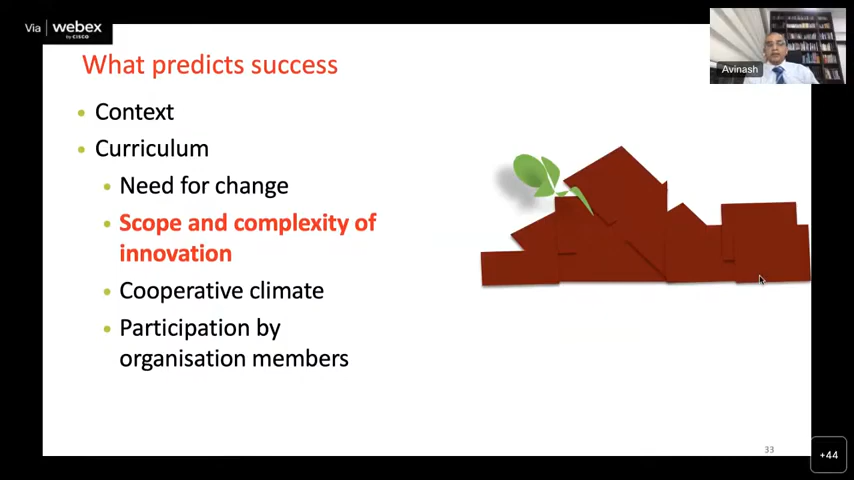 Via webex
by CISCO
What predicts success
Avinash
• Context
• Curriculum
• Need for change
• Scope and complexity of
innovation
• Cooperative climate
• Participation by
organisation members
33
+44